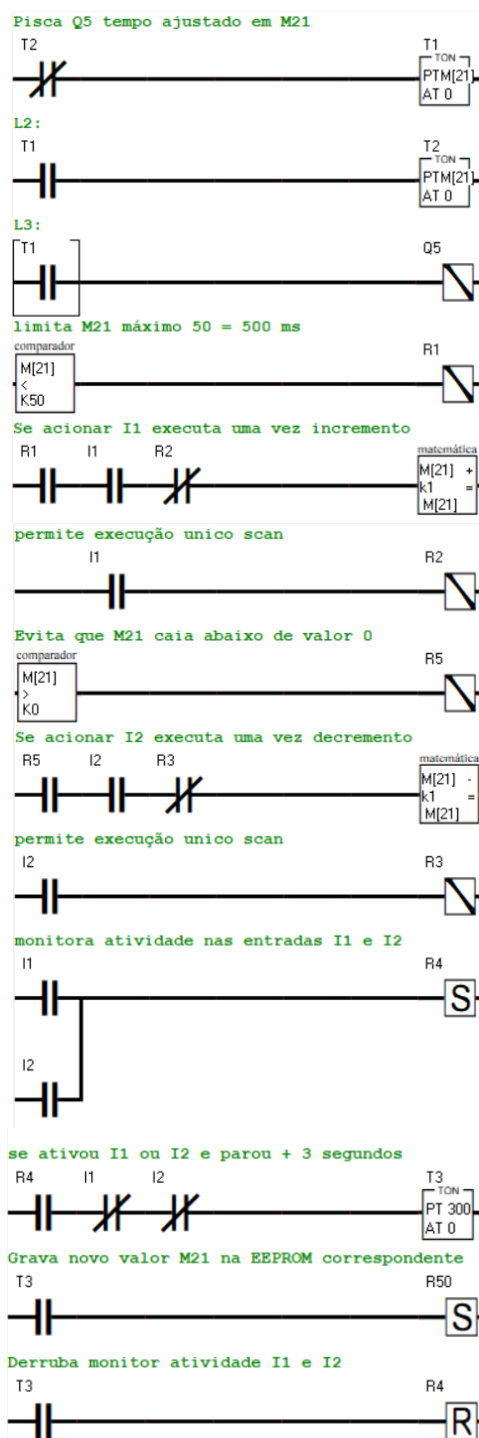 Pisca Q5 tempo ajustado em M21
T2 T1
TON
PTM[21]
AT 0
L2:
T1 T2
TON
PTM[21]
AT 0
L3:
T1 Q5
limita M21 máximo 50 = 500 ms
comparador
M[21] R1
<
K50
Se acionar I1 executa uma vez incremento
R1 I1 R2 matemática
M[21] +
k1 =
M[21]
permite execução unico scan
I1 R2
Evita que M21 caia abaixo de valor 0
comparador
M[21] R5
>
K0
Se acionar I2 executa uma vez decremento
R5 I2 R3 matemática
M[21] -
k1 =
M[21]
permite execução unico scan
I2 R3
monitora atividade nas entradas I1 e I2
I1 R4
S
I2
se ativou I1 ou I2 e parou + 3 segundos
R4 I1 I2 T3
TON
PT 300
AT 0
Grava novo valor M21 na EEPROM correspondente
T3 R50
S
Derruba monitor atividade I1 e I2
T3 R4
R